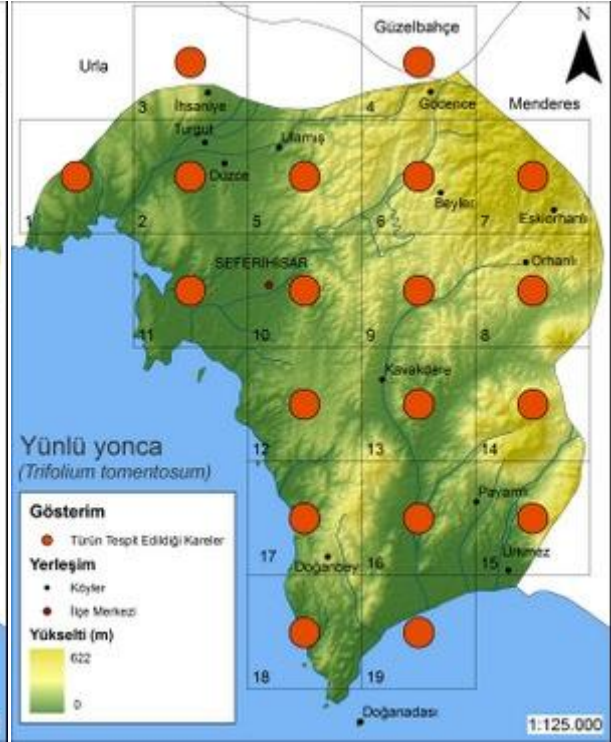 N
Güzelbahçe
Urla
3
İhsaniye
4
Gödence
Menderes
Turgut
Ulamış
Düzce
1
2
5
6
Beyler
7
Eskiorhanlı
SEFERİHİSAR
Orhanlı
11
10
9
8
Kavakdere
Yünlü yonca
(Trifolium tomentosum)
12
13
14
Gösterim
Türün Tespit Edildiği Kareler
Yerleşim
Köyler
İlçe Merkezi
Yükselti (m)
622
0
Payamlı
17
Doğanbey
16
15
Ürkmez
18
19
Doğanadası
1:125.000